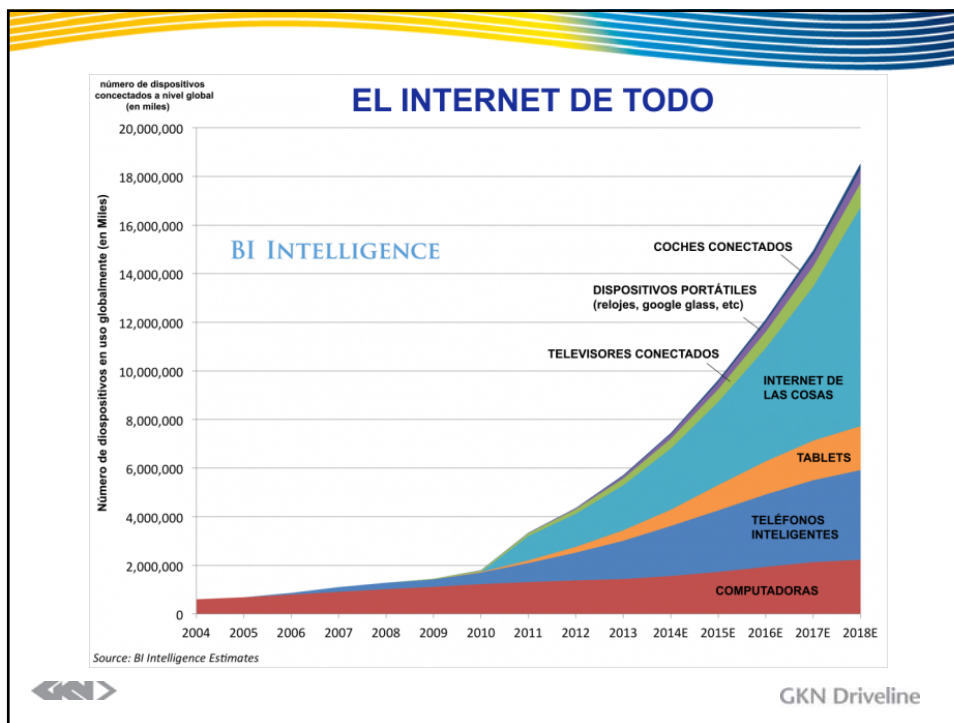 número de dispositivos
concectados a nivel global
(en miles)
EL INTERNET DE TODO
Número de diospositivos en uso globalmente (en Miles)
20,000,000
18,000,000
16,000,000
14,000,000
12,000,000
10,000,000
8,000,000
6,000,000
4,000,000
2,000,000
0
BI INTELLIGENCE
COCHES CONECTADOS
DISPOSITIVOS PORTÁTILES
(relojes, google glass, etc)
TELEVISORES CONECTADOS
INTERNET DE
LAS COSAS
TABLETS
TELÉFONOS
INTELIGENTES
COMPUTADORAS
2004 2005 2006 2007 2008 2009 2010 2011 2012 2013 2014E 2015E 2016E 2017E 2018E
Source: BI Intelligence Estimates
GKN
GKN Driveline